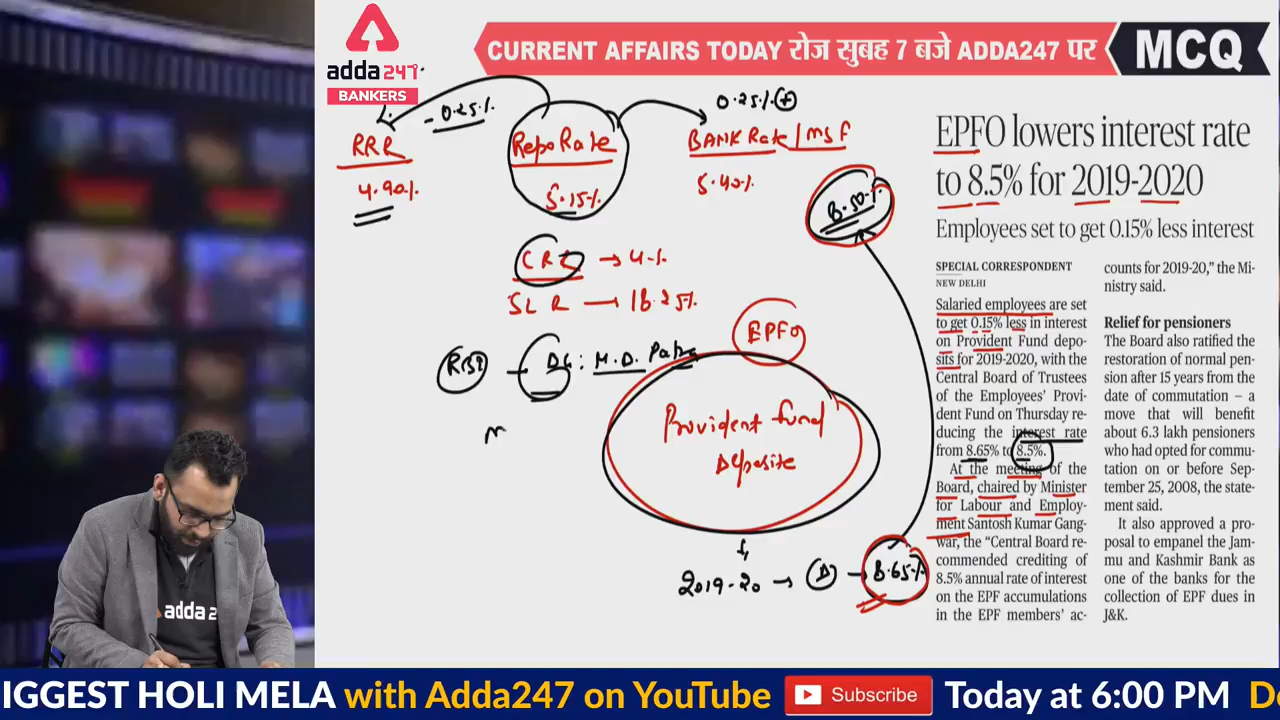 adda247
BANKERS
CURRENT AFFAIRS TODAY रोज सुबह 7 बजे ADDA247 पर
MCQ
-0.25%
0.25% (+)
RRR
Repo Rate
BANK Rate/MSF
4.90%
5.15%
5.40%
8.50%
CRR → 4%
SLR → 18.25%
EPFO
RBI - DG: M.D. Patra
Provident fund
Deposite
2019-20 → → 8.65%
EPFO lowers interest rate
to 8.5% for 2019-2020
Employees set to get 0.15% less interest
SPECIAL CORRESPONDENT
NEW DELHI
Salaried employees are set
to get 0.15% less in interest
on Provident Fund depo-
sits for 2019-2020, with the
Central Board of Trustees
of the Employees' Provi-
dent Fund on Thursday re-
ducing the interest rate
from 8.65% to 8.5%.
At the meeting of the
Board, chaired by Minister
for Labour and Employ-
ment Santosh Kumar Gang-
war, the “Central Board re-
commended crediting of
8.5% annual rate of interest
on the EPF accumulations
in the EPF members' ac-
counts for 2019-20,” the Mi-
nistry said.
Relief for pensioners
The Board also ratified the
restoration of normal pen-
sion after 15 years from the
date of commutation – a
move that will benefit
about 6.3 lakh pensioners
who had opted for commu-
tation on or before Sep-
tember 25, 2008, the state-
ment said.
It also approved a pro-
posal to empanel the Jam-
mu and Kashmir Bank as
one of the banks for the
collection of EPF dues in
J&K.
adda 24
IGGEST HOLI MELA with Adda247 on YouTube Subscribe Today at 6:00 PM